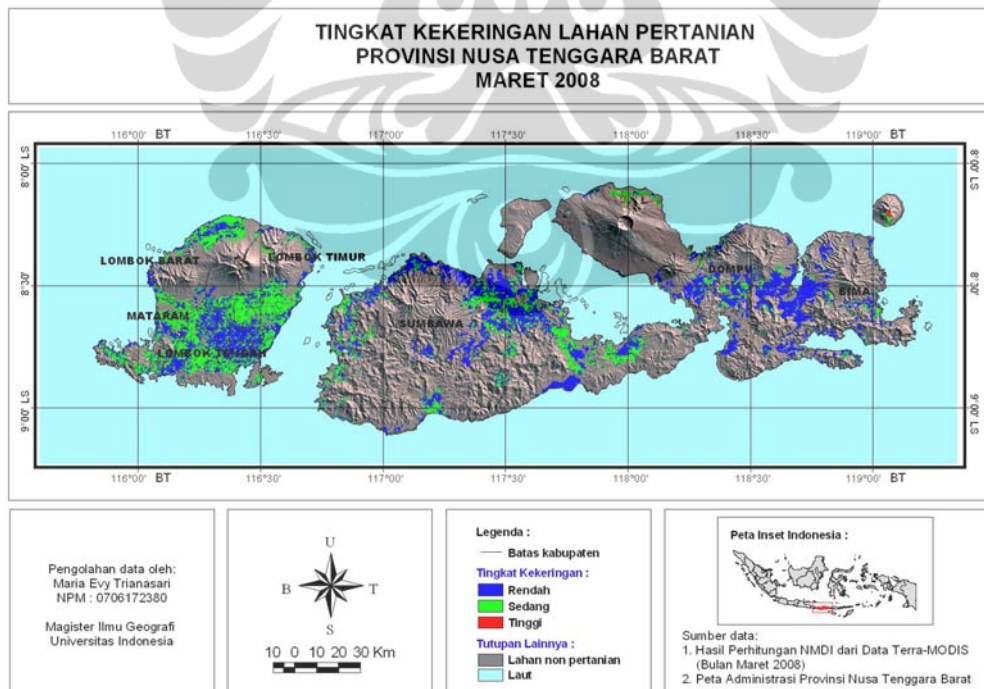 TINGKAT KEKERINGAN LAHAN PERTANIAN
PROVINSI NUSA TENGGARA BARAT
MARET 2008
116°00' BT
116°30'
117°00'
117°30'
118°00'
118°30'
119°00' BT
8°00' LS
8°00' LS
LOMBOK BARAT
LOMBOK TIMUR
DOMPU
8°30'
8°30'
BIMA
MATARAM
SUMBAWA
LOMBOK TENGAH
9°00' LS
9°00' LS
116°00' BT
116°30'
117°00'
117°30'
118°00'
118°30'
119°00' BT
Pengolahan data oleh:
Maria Evy Trianasari
NPM : 0706172380
Magister Ilmu Geografi
Universitas Indonesia
U
B T
S
10 0 10 20 30 Km
Legenda :
Batas kabupaten
Tingkat Kekeringan :
Rendah
Sedang
Tinggi
Tutupan Lainnya :
Lahan non pertanian
Laut
Peta Inset Indonesia :
Sumber data:
1. Hasil Perhitungan NMDI dari Data Terra-MODIS
(Bulan Maret 2008)
2. Peta Administrasi Provinsi Nusa Tenggara Barat